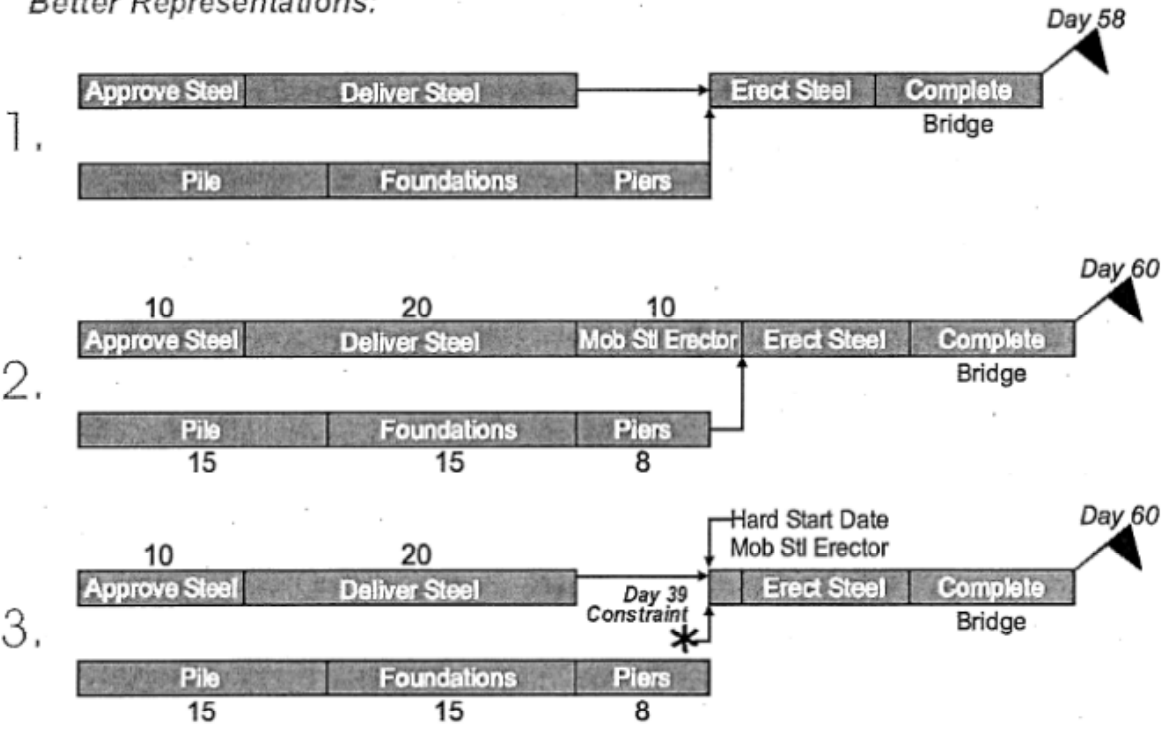 Better Representations:
Day 58
Approve Steel Deliver Steel Erect Steel Complete
Bridge
1.
Pile Foundations Piers
Day 60
10 20 10
Approve Steel Deliver Steel Mob Stl Erector Erect Steel Complete
Bridge
2.
Pile Foundations Piers
15 15 8
Hard Start Date
Mob Stl Erector
Day 60
10 20
Approve Steel Deliver Steel Erect Steel Complete
Bridge
Day 39
Constraint
3.
Pile Foundations Piers
15 15 8